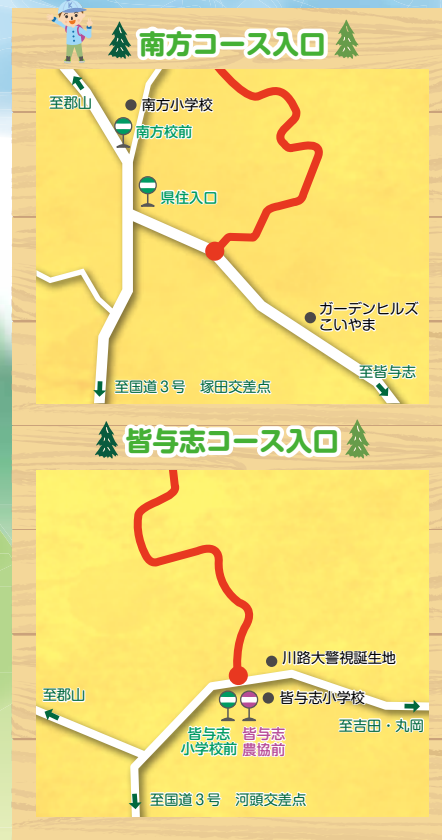 南方コース入口
至郡山
南方小学校
南方校前
県住入口
ガーデンヒルズ
こいやま
至皆与志
至国道3号 塚田交差点
皆与志コース入口
川路大警視誕生地
至郡山
皆与志小学校
至吉田・丸岡
皆与志
小学校前
皆与志
農協前
至国道3号 河頭交差点